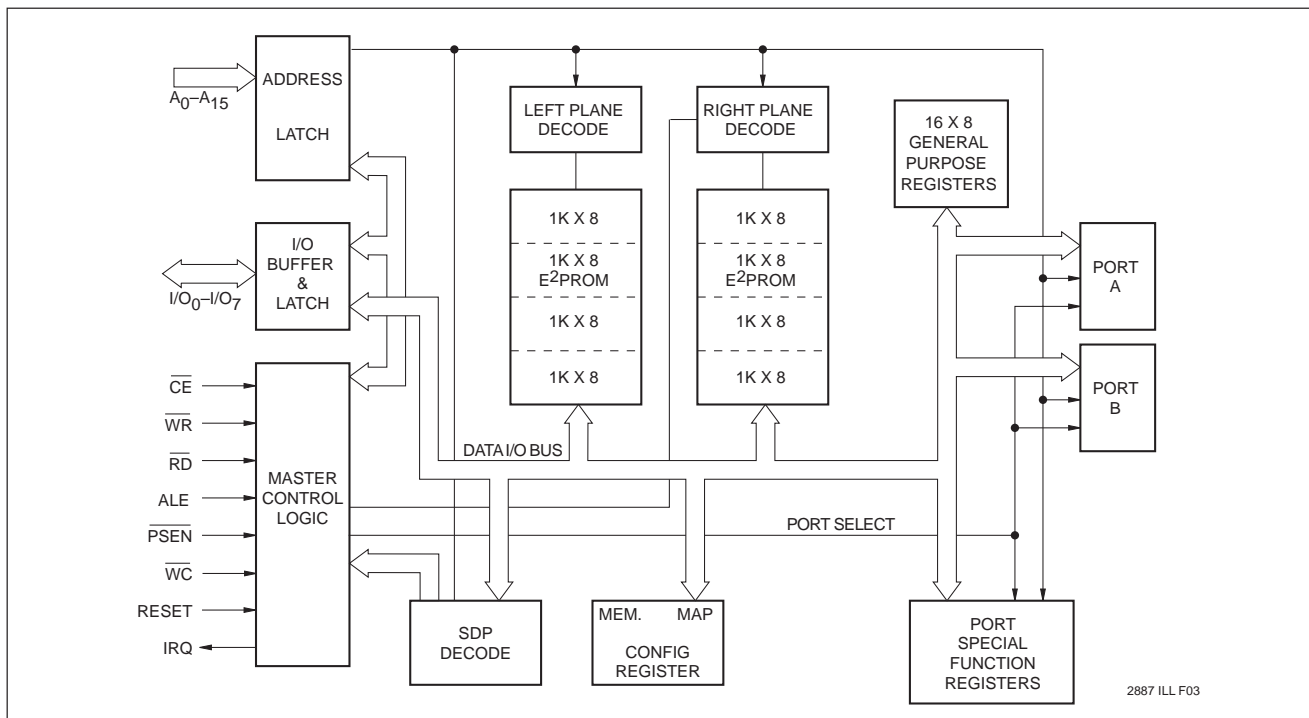 ADDRESS
LATCH
A0–A15
I/O
BUFFER
&
LATCH
I/O0–I/O7
CE
WR
RD
ALE
PSEN
WC
RESET
IRQ
MASTER
CONTROL
LOGIC
LEFT PLANE
DECODE
RIGHT PLANE
DECODE
1K X 8
1K X 8
E2PROM
1K X 8
1K X 8
1K X 8
1K X 8
E2PROM
1K X 8
1K X 8
16 X 8
GENERAL
PURPOSE
REGISTERS
PORT
A
PORT
B
DATA I/O BUS
PORT SELECT
SDP
DECODE
MEM. MAP
CONFIG
REGISTER
PORT
SPECIAL
FUNCTION
REGISTERS
2887 ILL F03